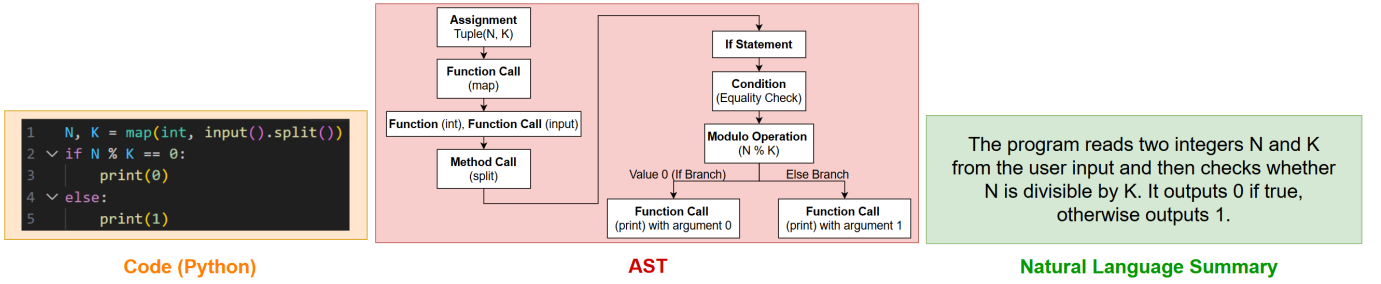 1 N, K = map(int, input().split())
2 if N % K == 0:
3 print(0)
4 else:
5 print(1)
Code (Python)
Assignment
Tuple(N, K)
Function Call
(map)
Function (int), Function Call (input)
Method Call
(split)
If Statement
Condition
(Equality Check)
Modulo Operation
(N % K)
Value 0 (If Branch)
Else Branch
Function Call
(print) with argument 0
Function Call
(print) with argument 1
AST
The program reads two integers N and K
from the user input and then checks whether
N is divisible by K. It outputs 0 if true,
otherwise outputs 1.
Natural Language Summary